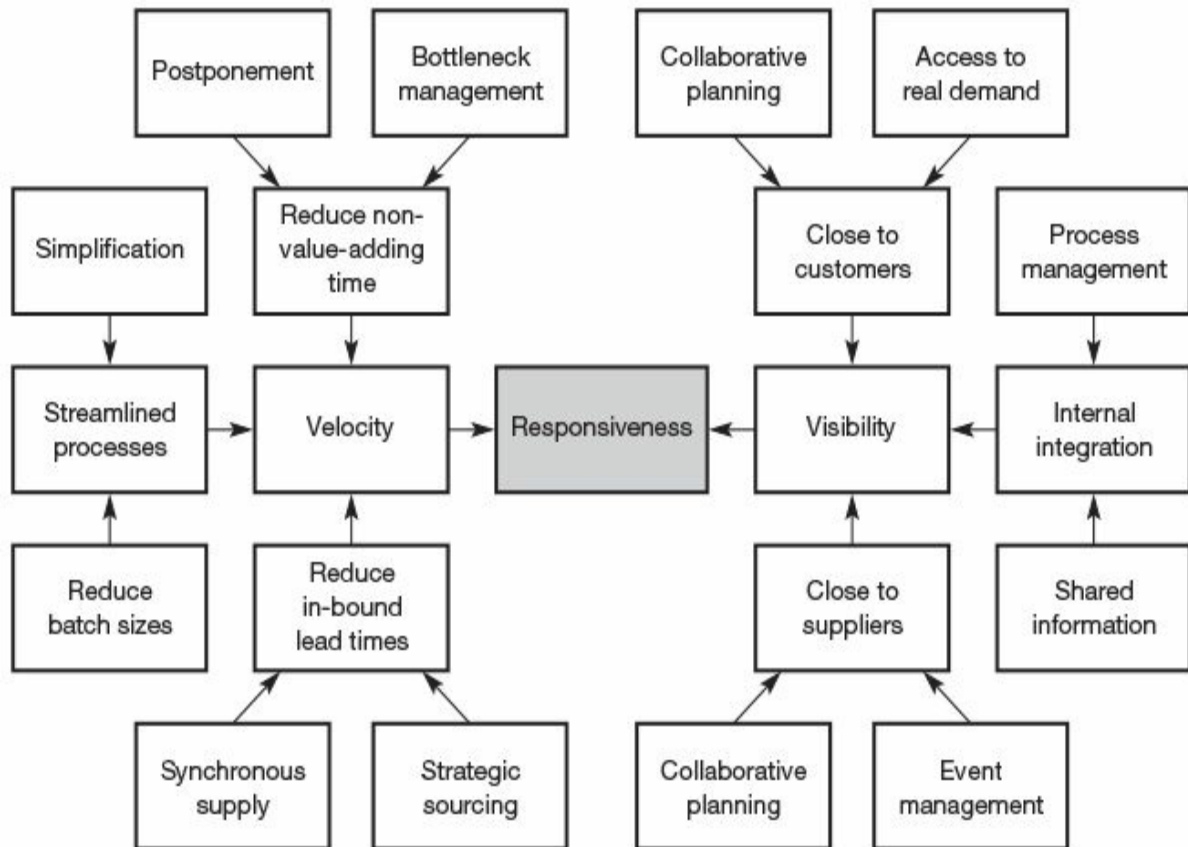 Postponement
Bottleneck
management
Collaborative
planning
Access to
real demand
Simplification
Reduce non-
value-adding
time
Close to
customers
Process
management
Streamlined
processes
Velocity
Responsiveness
Visibility
Internal
integration
Reduce
batch sizes
Reduce
in-bound
lead times
Close to
suppliers
Shared
information
Synchronous
supply
Strategic
sourcing
Collaborative
planning
Event
management